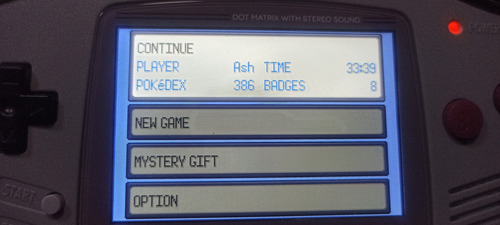 DOT MATRIX WITH STEREO SOUND
POWER
CONTINUE
PLAYER Ash TIME 33:39
POKéDEX 386 BADGES 8
NEW GAME
MYSTERY GIFT
OPTION
START